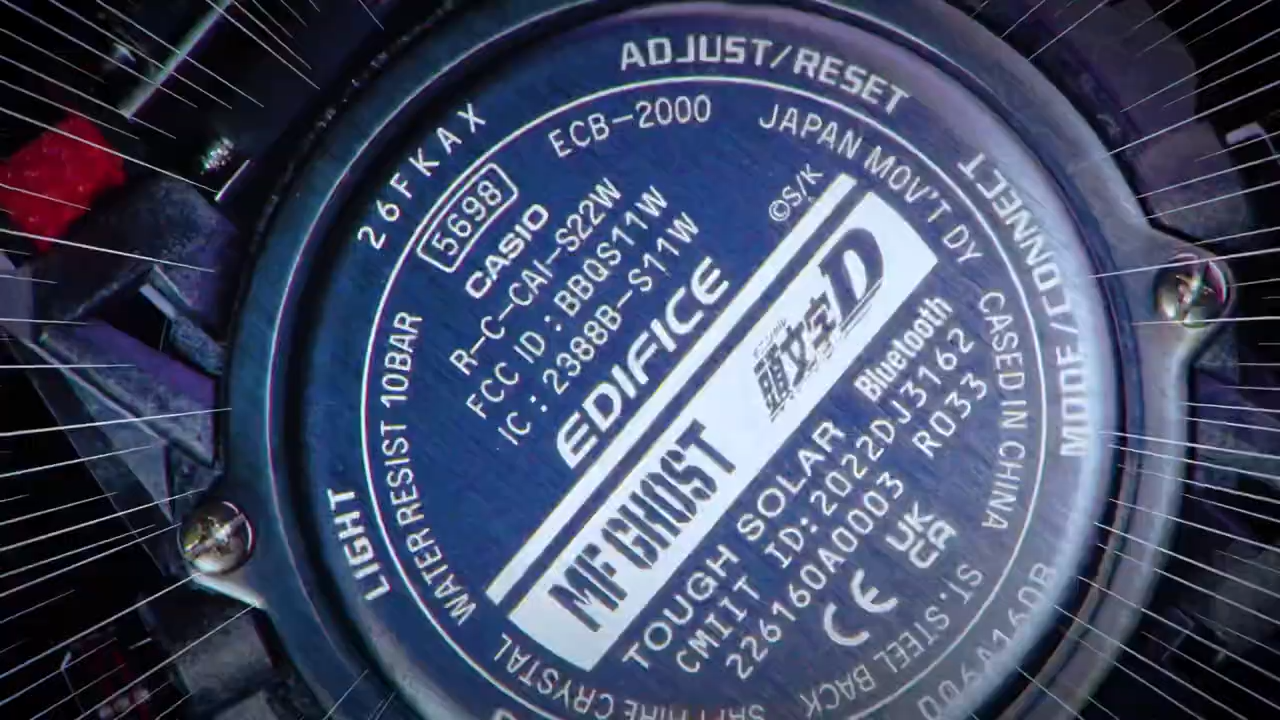 ADJUST/RESET
26FKAX
ECB-2000
JAPAN MOV'T DY
MODE/CONNECT
5698
CASIO
R-C-CAI-S22W
FCC ID:BBQS11W
IC:2388B-S11W
EDIFICE
©S/K
MF GHOST
頭文字D
TOUGH SOLAR
Bluetooth
CMIIT ID:2022DJ3162
226160A0003 R033
CE
UK
CA
CASED IN CHINA
ST.STEEL BACK
SAPPHIRE CRYSTAL
WATER RESIST 10BAR
LIGHT